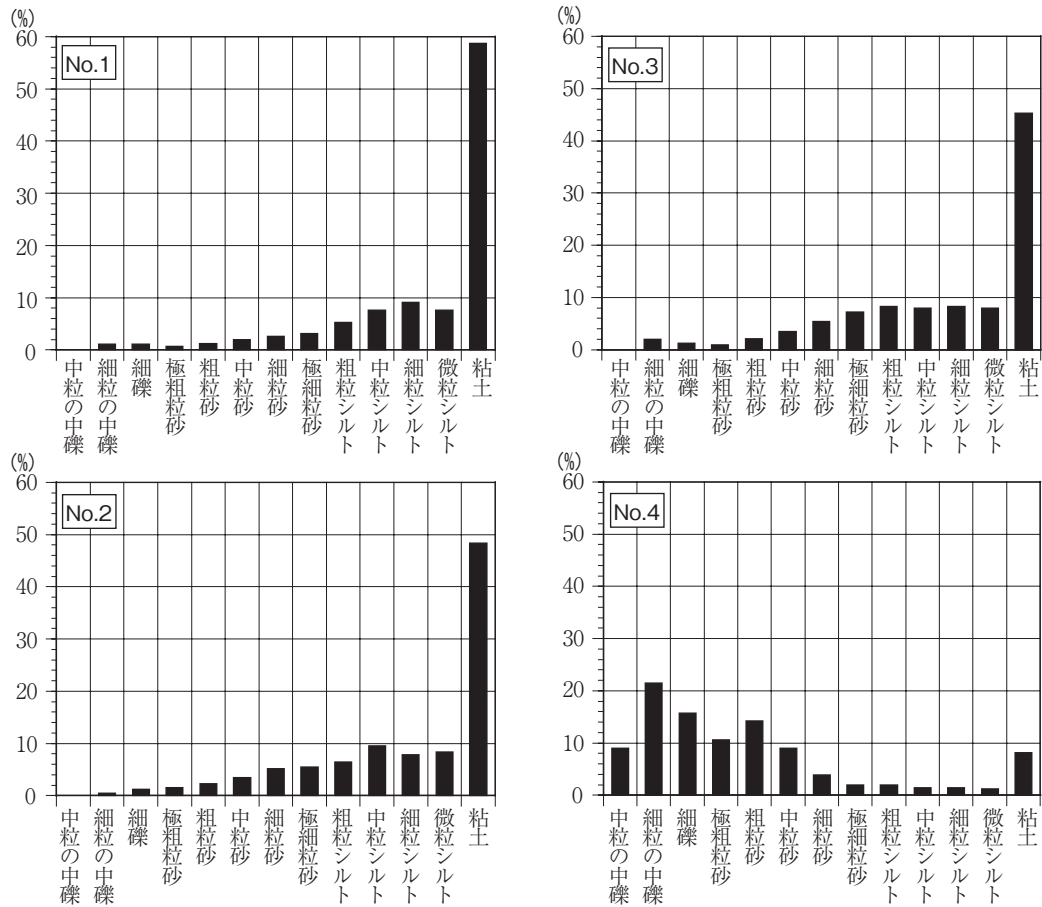 (%)
60
50
40
30
20
10
0
No.1
中粒の中礫
細粒の中礫
細礫
極粗粒砂
粗粒砂
中粒砂
細粒砂
極細粒砂
粗粒シルト
中粒シルト
細粒シルト
微粒シルト
粘土
(%)
60
50
40
30
20
10
0
No.3
中粒の中礫
細粒の中礫
細礫
極粗粒砂
粗粒砂
中粒砂
細粒砂
極細粒砂
粗粒シルト
中粒シルト
細粒シルト
微粒シルト
粘土
(%)
60
50
40
30
20
10
0
No.2
中粒の中礫
細粒の中礫
細礫
極粗粒砂
粗粒砂
中粒砂
細粒砂
極細粒砂
粗粒シルト
中粒シルト
細粒シルト
微粒シルト
粘土
(%)
60
50
40
30
20
10
0
No.4
中粒の中礫
細粒の中礫
細礫
極粗粒砂
粗粒砂
中粒砂
細粒砂
極細粒砂
粗粒シルト
中粒シルト
細粒シルト
微粒シルト
粘土